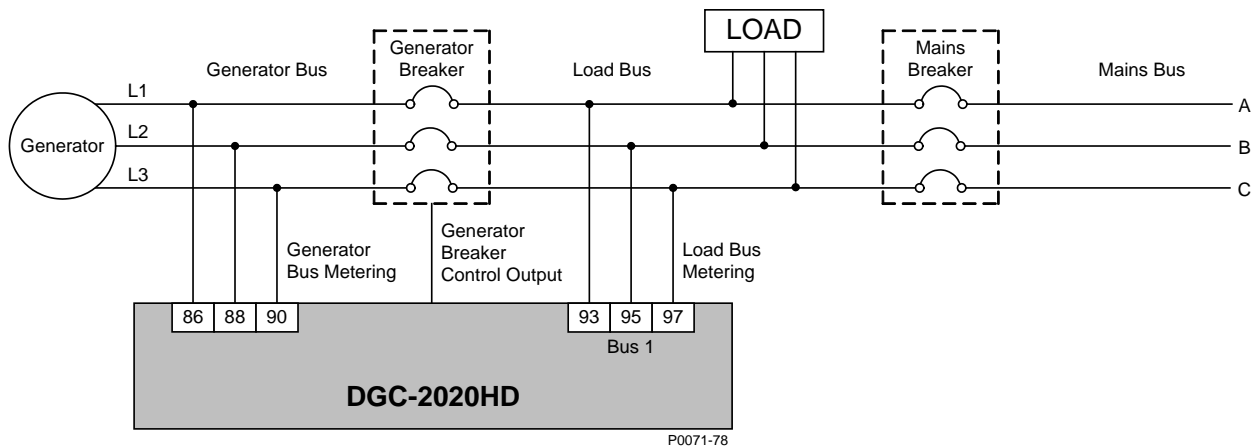 LOAD
Generator
Breaker
Mains
Breaker
Generator Bus
Load Bus
Mains Bus
L1
L2
L3
Generator
A
B
C
Generator
Bus Metering
Generator
Breaker
Control Output
Load Bus
Metering
86 88 90
93 95 97
Bus 1
DGC-2020HD
P0071-78